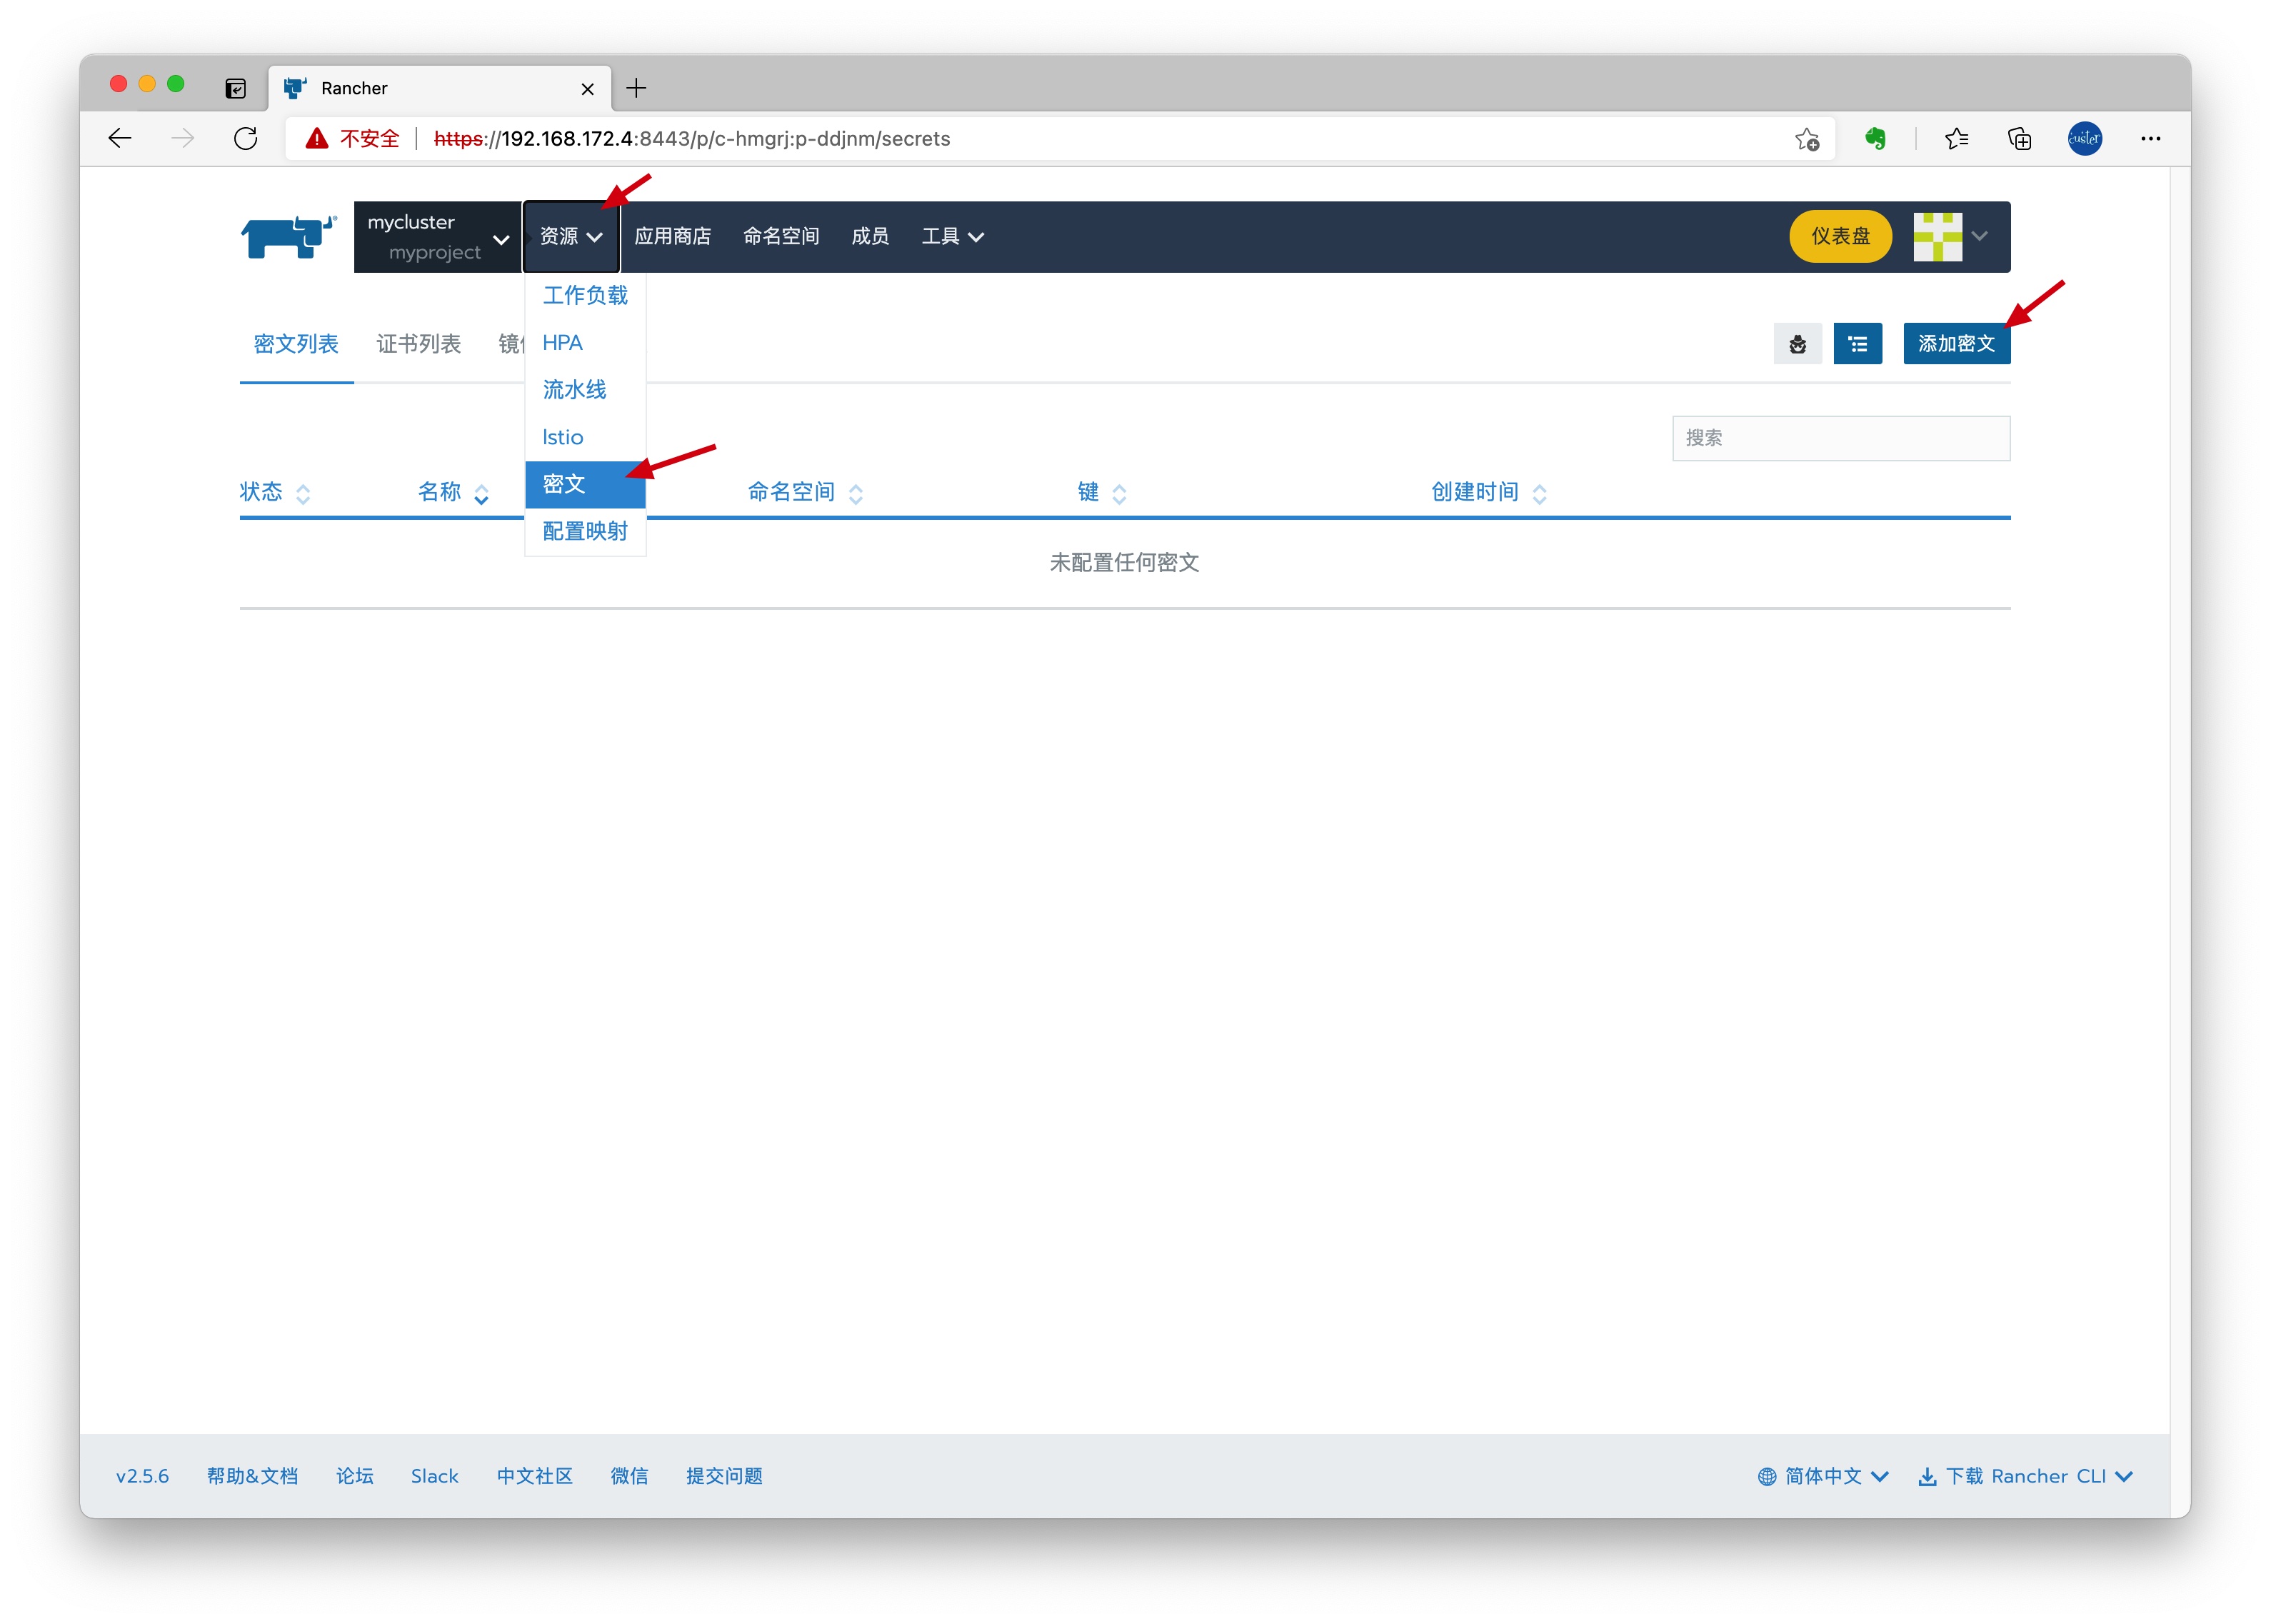 Rancher
不安全 https://192.168.172.4:8443/p/c-hmgrj:p-ddjnm/secrets
custer
mycluster
myproject
资源 应用商店 命名空间 成员 工具 仪表盘
工作负载
HPA
流水线
Istio
密文
配置映射
密文列表 证书列表 镜 添加密文
搜索
状态 名称 命名空间 键 创建时间
未配置任何密文
v2.5.6 帮助&文档 论坛 Slack 中文社区 微信 提交问题 简体中文 下载 Rancher CLI